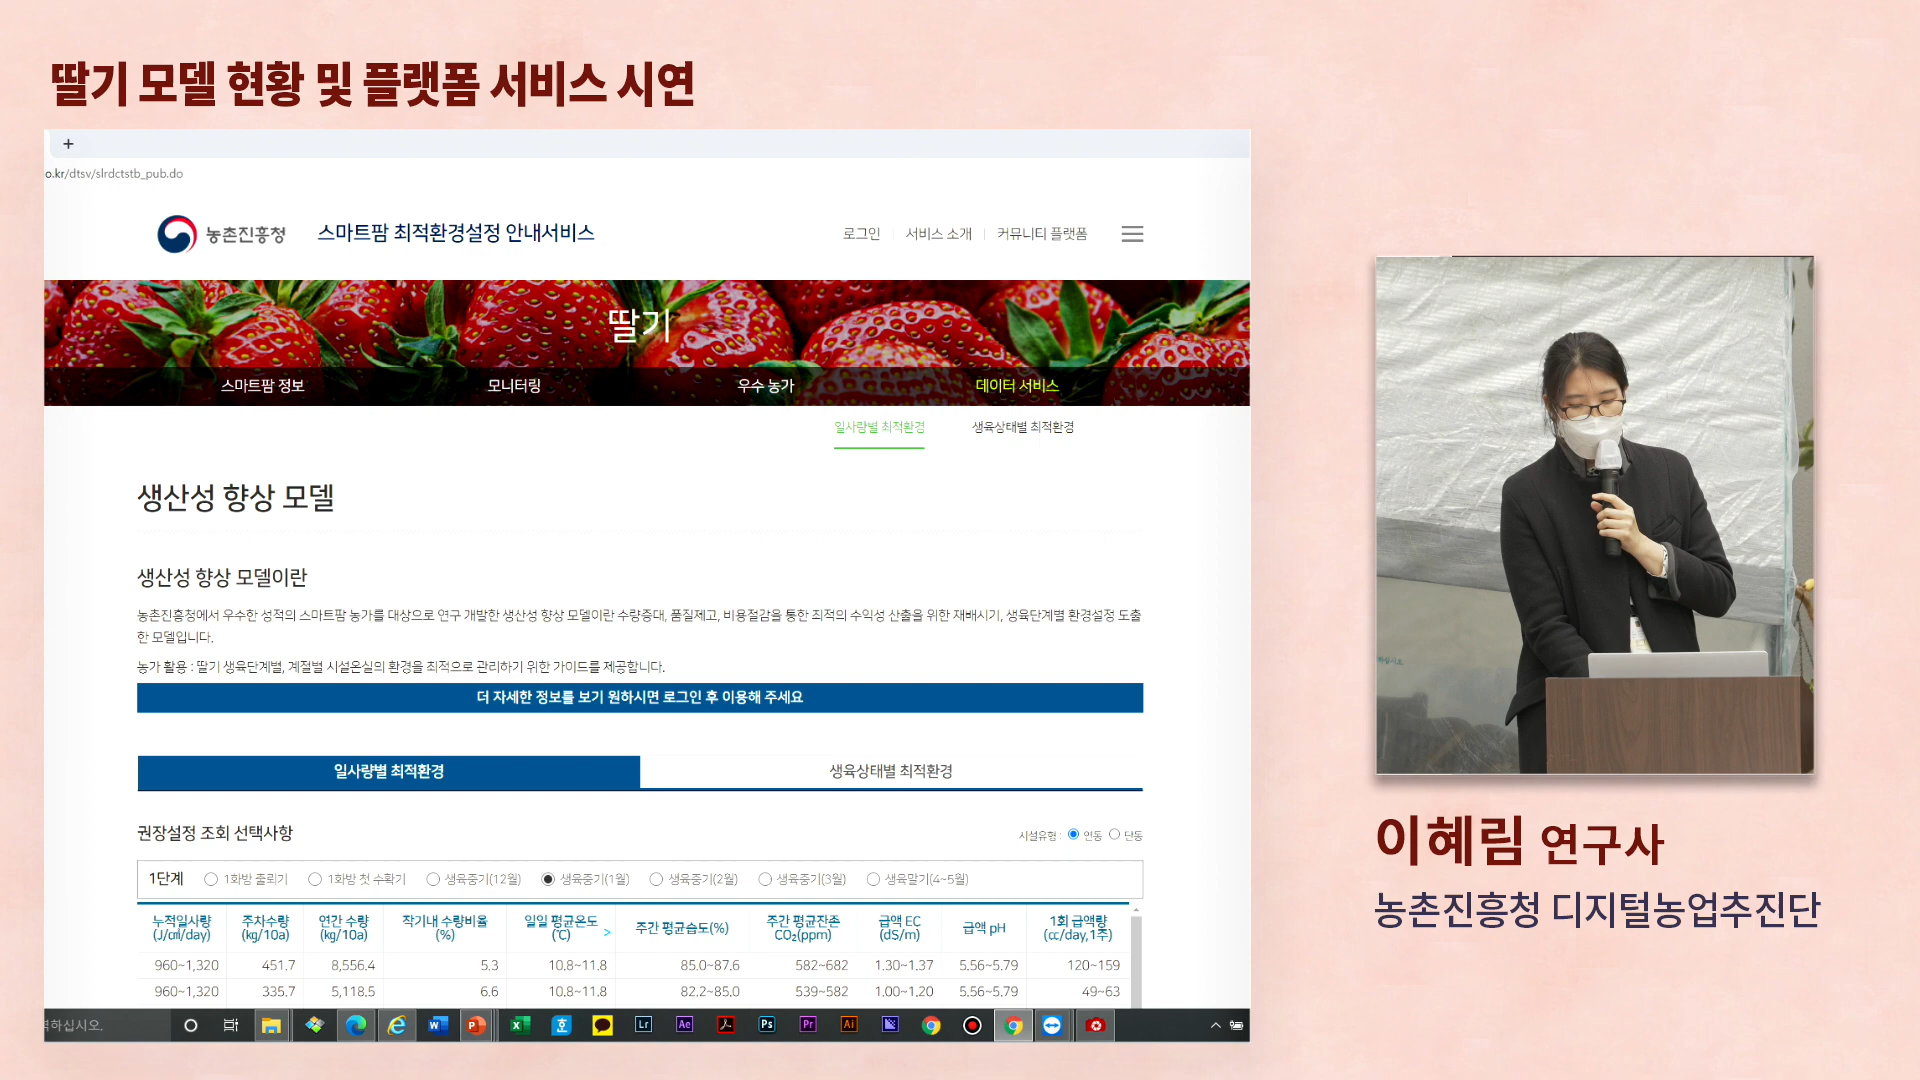 딸기 모델 현황 및 플랫폼 서비스 시연
+
o.kr/dtsv/slrdctstb_pub.do
농촌진흥청 스마트팜 최적환경설정 안내서비스 로그인 서비스 소개 커뮤니티 플랫폼
딸기
스마트팜 정보 모니터링 우수 농가 데이터 서비스
일사량별 최적환경 생육상태별 최적환경
생산성 향상 모델
생산성 향상 모델이란
농촌진흥청에서 우수한 성적의 스마트팜 농가를 대상으로 연구 개발한 생산성 향상 모델이란 수량증대, 품질제고, 비용절감을 통한 최적의 수익성 산출을 위한 재배시기, 생육단계별 환경설정 도출
한 모델입니다.
농가 활용 : 딸기 생육단계별, 계절별 시설온실의 환경을 최적으로 관리하기 위한 가이드를 제공합니다.
더 자세한 정보를 보기 원하시면 로그인 후 이용해 주세요
일사량별 최적환경 생육상태별 최적환경
권장설정 조회 선택사항 시설유형 : 연동 단동
1단계 1화방 출뢰기 1화방 첫 수확기 생육중기(12월) 생육중기(1월) 생육중기(2월) 생육중기(3월) 생육말기(4~5월)
누적일사량 주차수량 연간 수량 작기내 수량비율 일일 평균온도 주간 평균습도(%) 주간 평균잔존 급액 EC 급액 pH 1회 급액량
(J/㎠/day) (kg/10a) (kg/10a) (%) (℃) > CO₂(ppm) (dS/m) (cc/day,1주)
960~1,320 451.7 8,556.4 5.3 10.8~11.8 85.0~87.6 582~682 1.30~1.37 5.56~5.79 120~159
960~1,320 335.7 5,118.5 6.6 10.8~11.8 82.2~85.0 539~582 1.00~1.20 5.56~5.79 49~63
하십시오. Lr Ae Ps Pr Ai
이혜림 연구사
농촌진흥청 디지털농업추진단